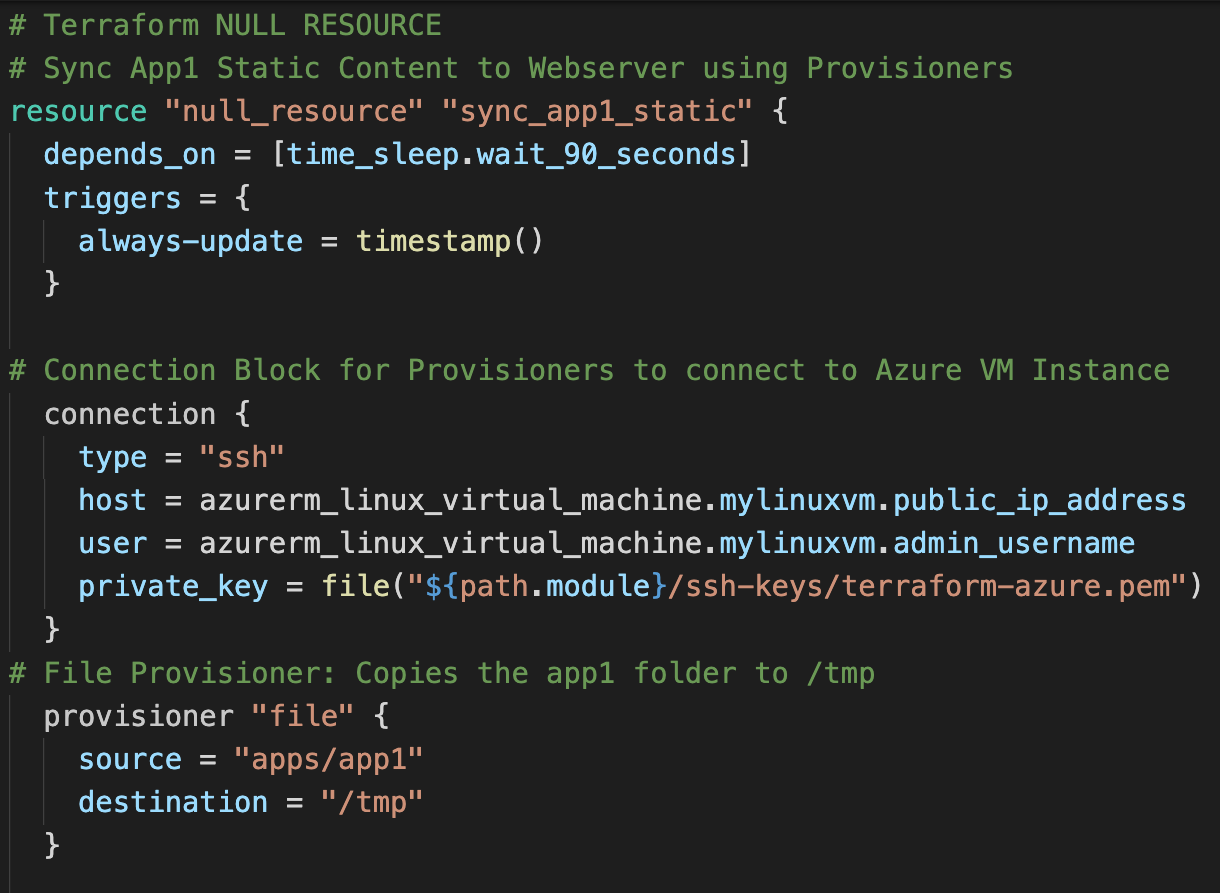 # Terraform NULL RESOURCE
# Sync App1 Static Content to Webserver using Provisioners
resource "null_resource" "sync_app1_static" {
  depends_on = [time_sleep.wait_90_seconds]
  triggers = {
    always-update = timestamp()
  }

# Connection Block for Provisioners to connect to Azure VM Instance
  connection {
    type = "ssh"
    host = azurerm_linux_virtual_machine.mylinuxvm.public_ip_address
    user = azurerm_linux_virtual_machine.mylinuxvm.admin_username
    private_key = file("${path.module}/ssh-keys/terraform-azure.pem")
  }
# File Provisioner: Copies the app1 folder to /tmp
  provisioner "file" {
    source = "apps/app1"
    destination = "/tmp"
  }